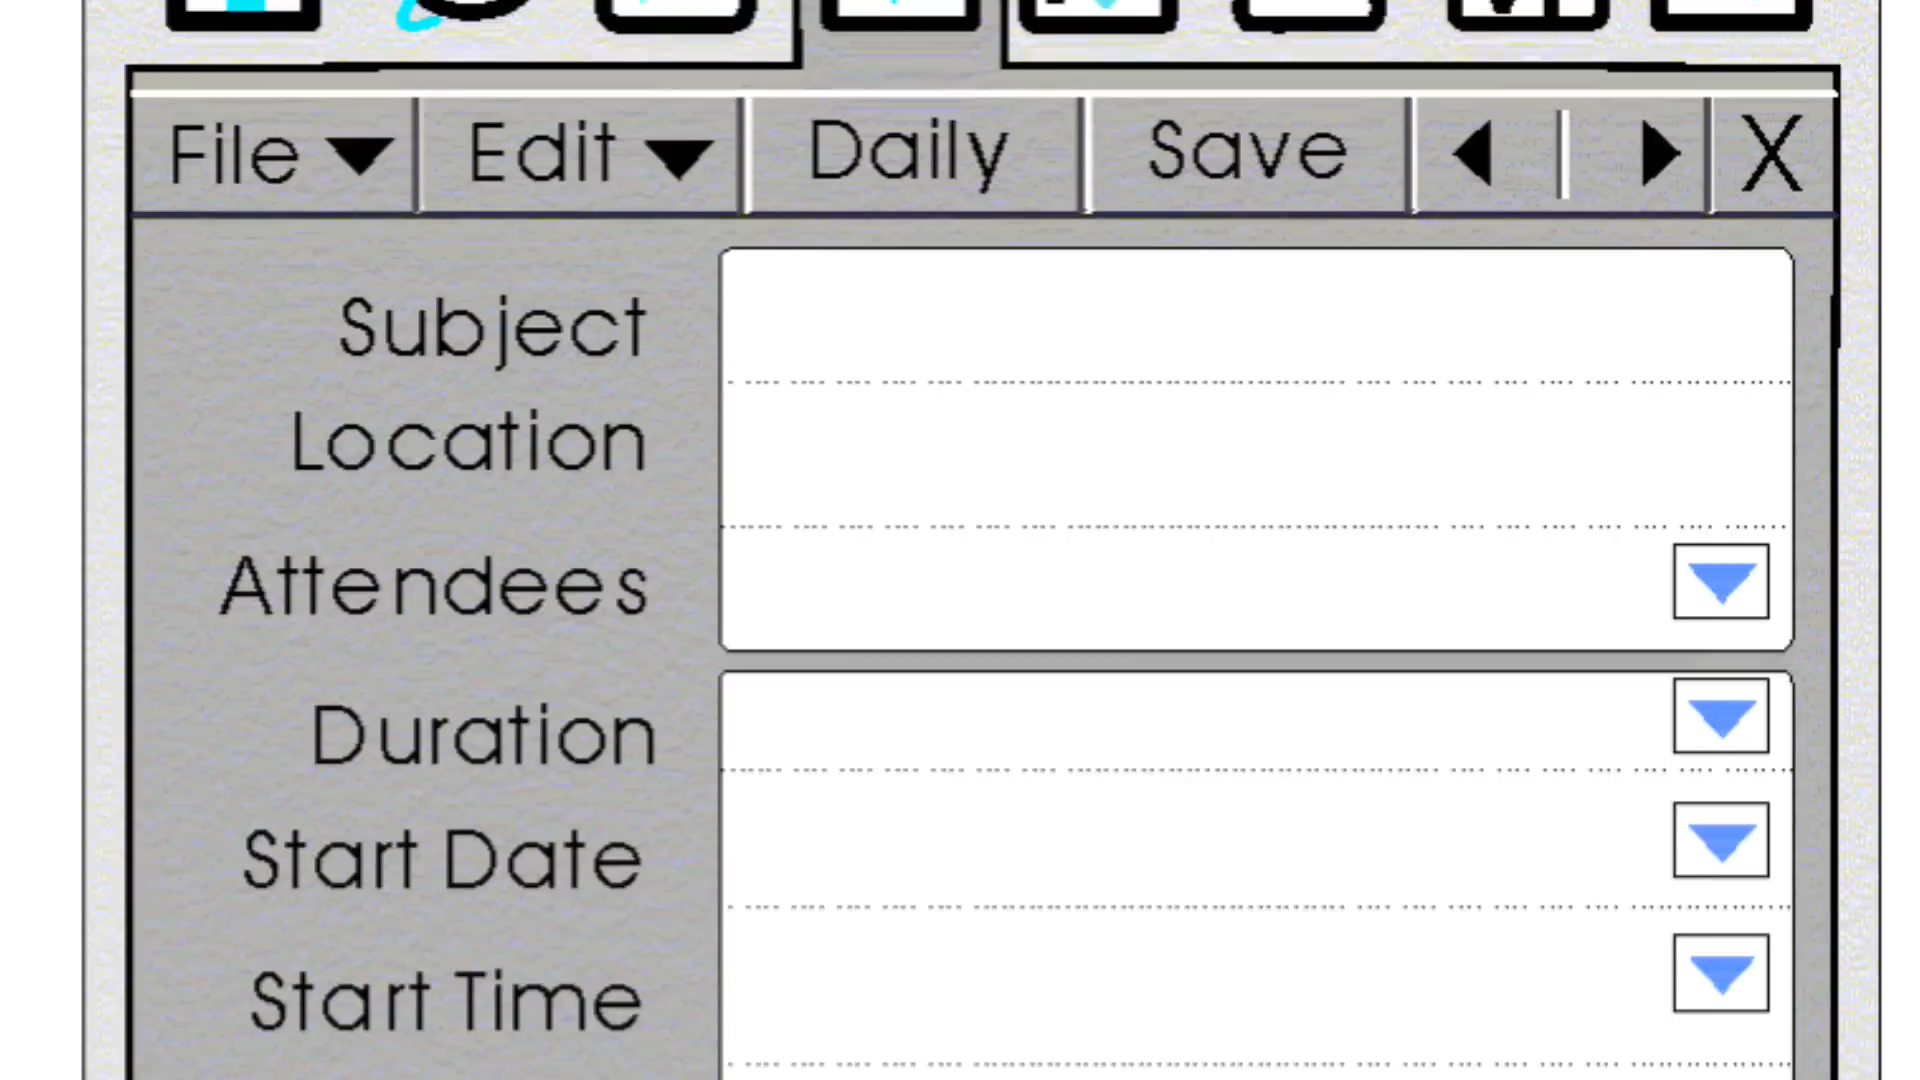 File Edit Daily Save X
Subject
Location
Attendees
Duration
Start Date
Start Time